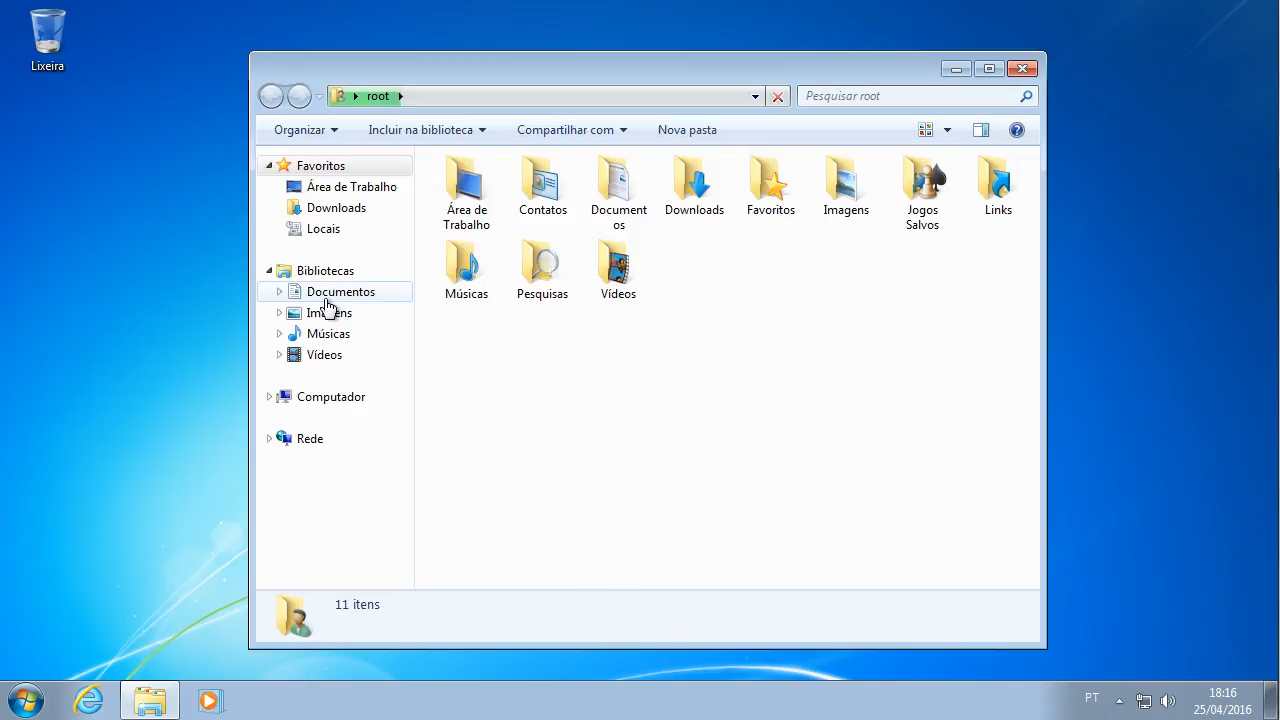 Lixeira
root
Pesquisar root
Organizar
Incluir na biblioteca
Compartilhar com
Nova pasta
Favoritos
Área de Trabalho
Downloads
Locais
Bibliotecas
Documentos
Imagens
Músicas
Vídeos
Computador
Rede
Área de
Trabalho
Contatos
Document
os
Downloads
Favoritos
Imagens
Jogos
Salvos
Links
Músicas
Pesquisas
Vídeos
11 itens
PT
18:16
25/04/2016